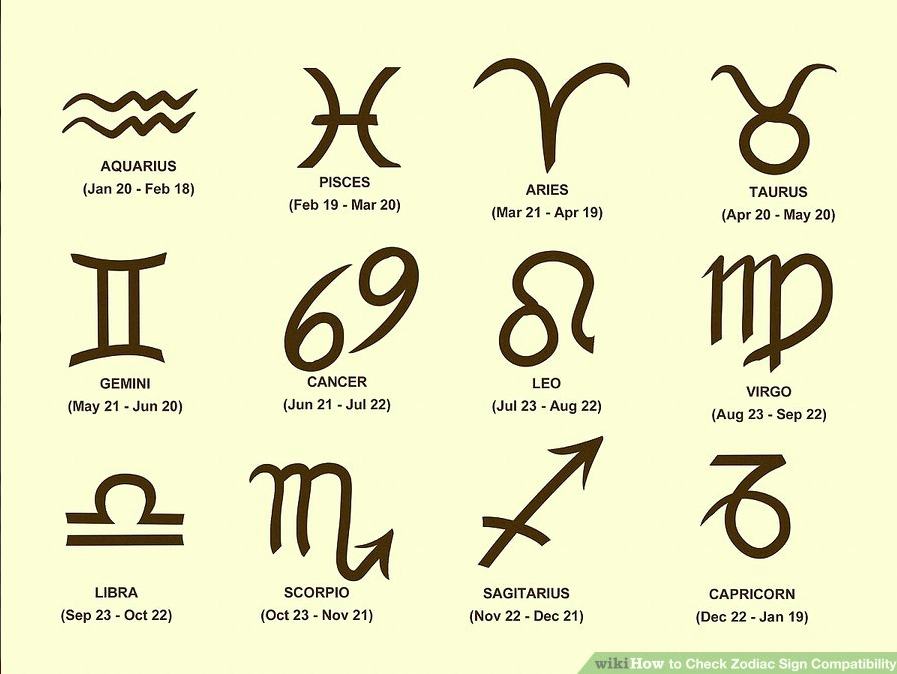 AQUARIUS
(Jan 20 - Feb 18)
PISCES
(Feb 19 - Mar 20)
ARIES
(Mar 21 - Apr 19)
TAURUS
(Apr 20 - May 20)
GEMINI
(May 21 - Jun 20)
CANCER
(Jun 21 - Jul 22)
LEO
(Jul 23 - Aug 22)
VIRGO
(Aug 23 - Sep 22)
LIBRA
(Sep 23 - Oct 22)
SCORPIO
(Oct 23 - Nov 21)
SAGITARIUS
(Nov 22 - Dec 21)
CAPRICORN
(Dec 22 - Jan 19)
wikiHow to Check Zodiac Sign Compatibility